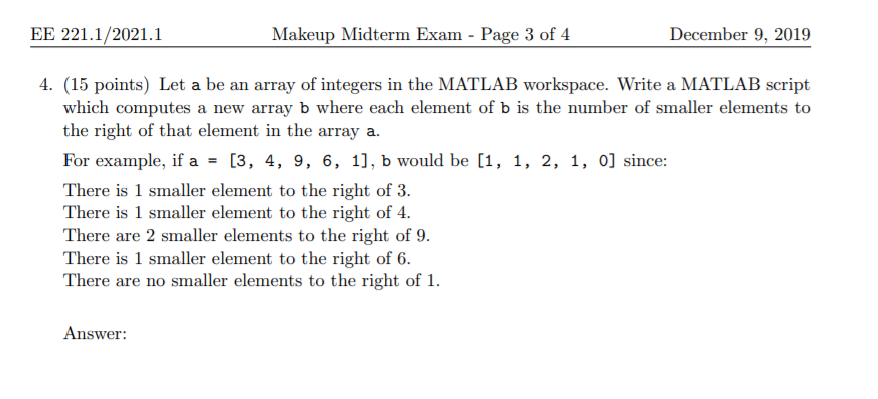 EE 221.1/2021.1 Makeup Midterm Exam - Page 3 of 4 December 9, 2019
4. (15 points) Let a be an array of integers in the MATLAB workspace. Write a MATLAB script
which computes a new array b where each element of b is the number of smaller elements to
the right of that element in the array a.
For example, if a = [3, 4, 9, 6, 1], b would be [1, 1, 2, 1, 0] since:
There is 1 smaller element to the right of 3.
There is 1 smaller element to the right of 4.
There are 2 smaller elements to the right of 9.
There is 1 smaller element to the right of 6.
There are no smaller elements to the right of 1.
Answer: